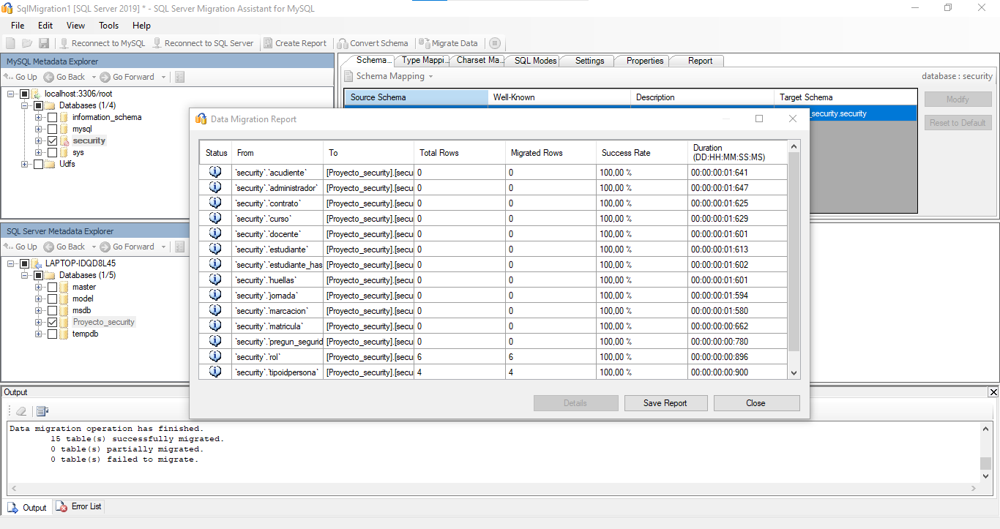 SqlMigration1 [SQL Server 2019] * - SQL Server Migration Assistant for MySQL
File Edit View Tools Help
Reconnect to MySQL Reconnect to SQL Server Create Report Convert Schema Migrate Data
MySQL Metadata Explorer
Go Up Go Back Go Forward
localhost:3306/root
Databases (1/4)
information_schema
mysql
security
sys
Udfs
Schema... Type Mappi... Charset Ma... SQL Modes Settings Properties Report
Schema Mapping database : security
Source Schema Well-Known Description Target Schema
_security.security
Modify
Reset to Default
SQL Server Metadata Explorer
Go Up Go Back Go Forward
LAPTOP-IDQD8L45
Databases (1/5)
master
model
msdb
Proyecto_security
tempdb
Data Migration Report
Status From To Total Rows Migrated Rows Success Rate Duration
(DD:HH:MM:SS:MS)
`security`.`acudiente` [Proyecto_security].[secu 0 0 100,00 % 00:00:00:01:641
`security`.`administrador` [Proyecto_security].[secu 0 0 100,00 % 00:00:00:01:647
`security`.`contrato` [Proyecto_security].[secu 0 0 100,00 % 00:00:00:01:625
`security`.`curso` [Proyecto_security].[secu 0 0 100,00 % 00:00:00:01:629
`security`.`docente` [Proyecto_security].[secu 0 0 100,00 % 00:00:00:01:601
`security`.`estudiante` [Proyecto_security].[secu 0 0 100,00 % 00:00:00:01:613
`security`.`estudiante_has [Proyecto_security].[secu 0 0 100,00 % 00:00:00:01:602
`security`.`huellas` [Proyecto_security].[secu 0 0 100,00 % 00:00:00:01:601
`security`.`jornada` [Proyecto_security].[secu 0 0 100,00 % 00:00:00:01:594
`security`.`marcacion` [Proyecto_security].[secu 0 0 100,00 % 00:00:00:01:580
`security`.`matricula` [Proyecto_security].[secu 0 0 100,00 % 00:00:00:00:662
`security`.`pregun_segurid [Proyecto_security].[secu 0 0 100,00 % 00:00:00:00:780
`security`.`rol` [Proyecto_security].[secu 6 6 100,00 % 00:00:00:00:896
`security`.`tipoidpersona` [Proyecto_security].[secu 4 4 100,00 % 00:00:00:00:900
Details Save Report Close
Output
Data migration operation has finished.
15 table(s) successfully migrated.
0 table(s) partially migrated.
0 table(s) failed to migrate.
Output Error List